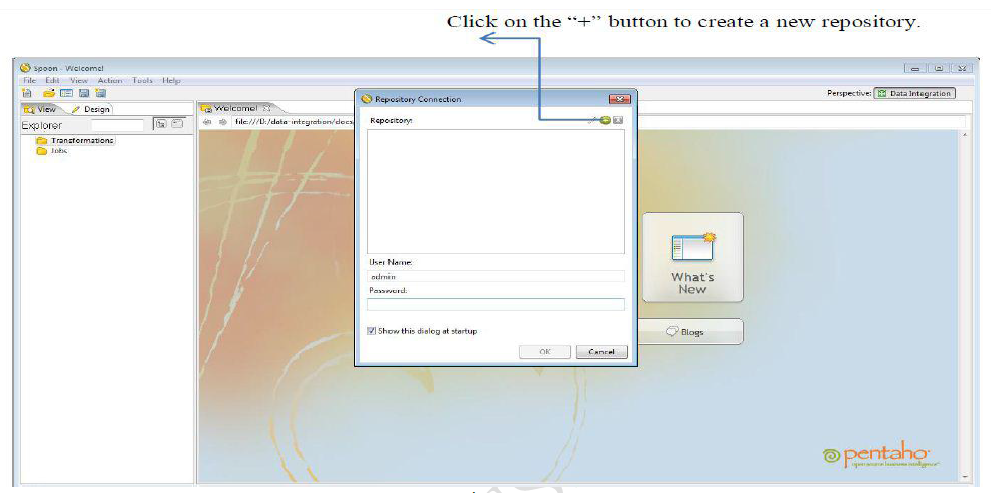 Click on the “+” button to create a new repository.
Spoon - Welcome!
File Edit View Action Tools Help
Perspective: Data Integration
View Design
Welcome!
Explorer
file:///D:/data-integration/docs
Transformations
Jobs
Repository Connection
Repository:
User Name:
admin
Password:
Show this dialog at startup
OK Cancel
What's
New
Blogs
pentaho
open source business intelligence